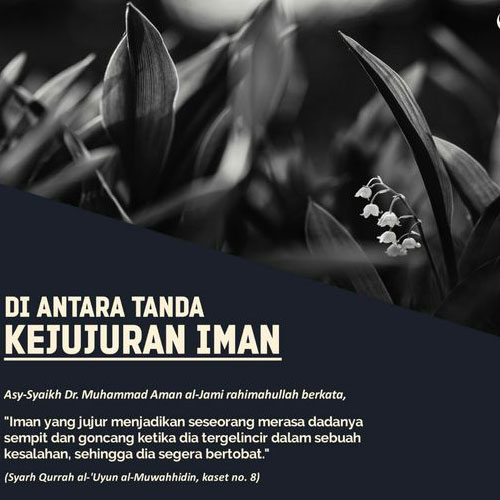 DI ANTARA TANDA
KEJUJURAN IMAN
Asy-Syaikh Dr. Muhammad Aman al-Jami rahimahullah berkata,
"Iman yang jujur menjadikan seseorang merasa dadanya
sempit dan goncang ketika dia tergelincir dalam sebuah
kesalahan, sehingga dia segera bertobat."
(Syarh Qurrah al-'Uyun al-Muwahhidin, kaset no. 8)